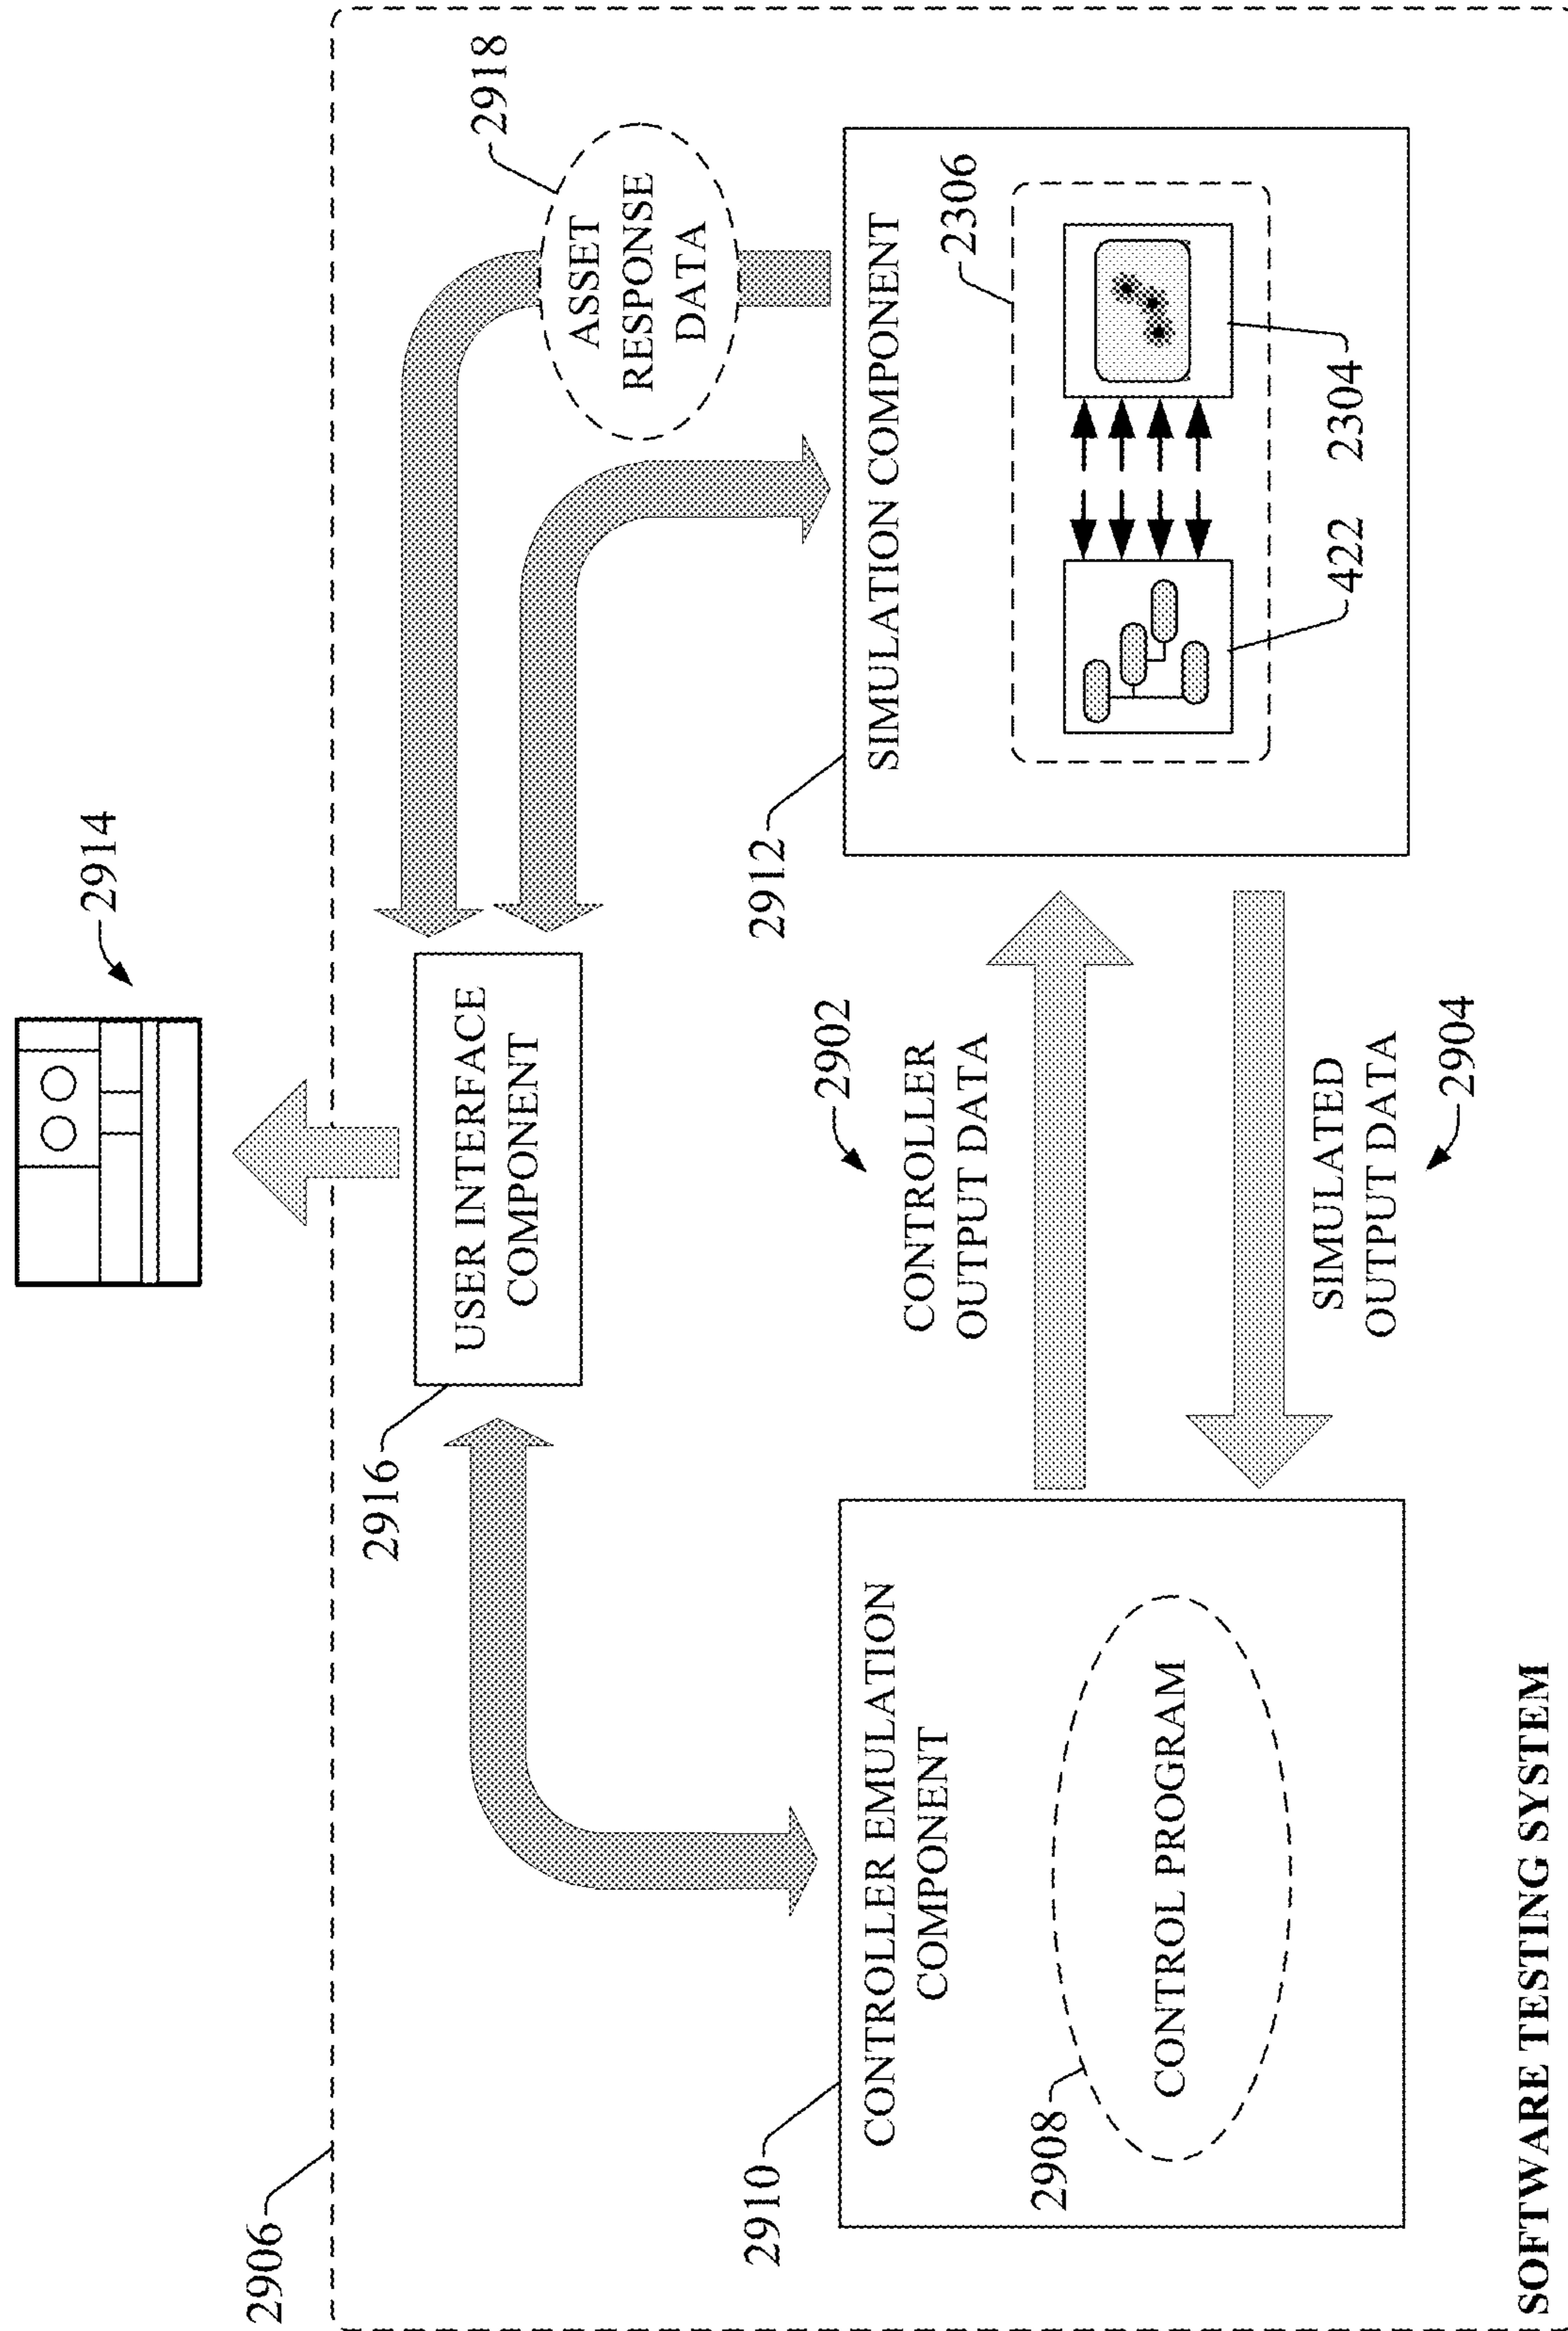 2914
2906
2916
USER INTERFACE
COMPONENT
2918
ASSET
RESPONSE
DATA
2910
CONTROLLER EMULATION
COMPONENT
2908
CONTROL PROGRAM
2902
CONTROLLER
OUTPUT DATA
SIMULATED
OUTPUT DATA
2904
2912
SIMULATION COMPONENT
2306
422
2304
SOFTWARE TESTING SYSTEM